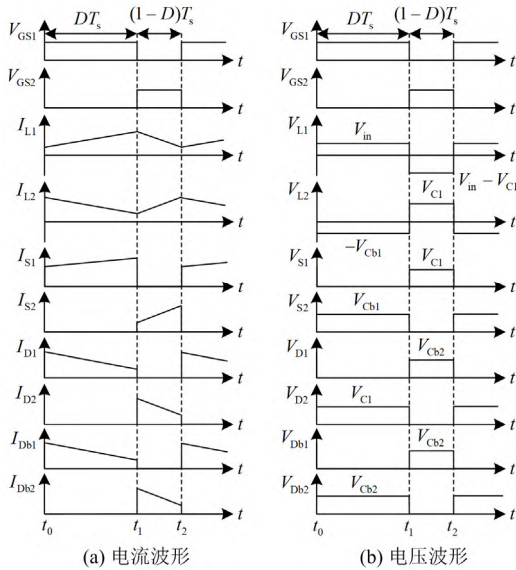 DTs (1−D)Ts DTs (1−D)Ts
VGS1 t VGS1 t
VGS2 t VGS2 t
IL1 t VL1 Vin t
Vin − VC1
IL2 t VL2 VC1 t
−VCb1
IS1 t VS1 VC1 t
IS2 t VS2 VCb1 t
ID1 t VD1 VCb2 t
ID2 t VD2 VC1 t
IDb1 t VDb1 VCb2 t
IDb2 t VDb2 VCb2 t
t0 t1 t2 t0 t1 t2
(a) 电流波形 (b) 电压波形